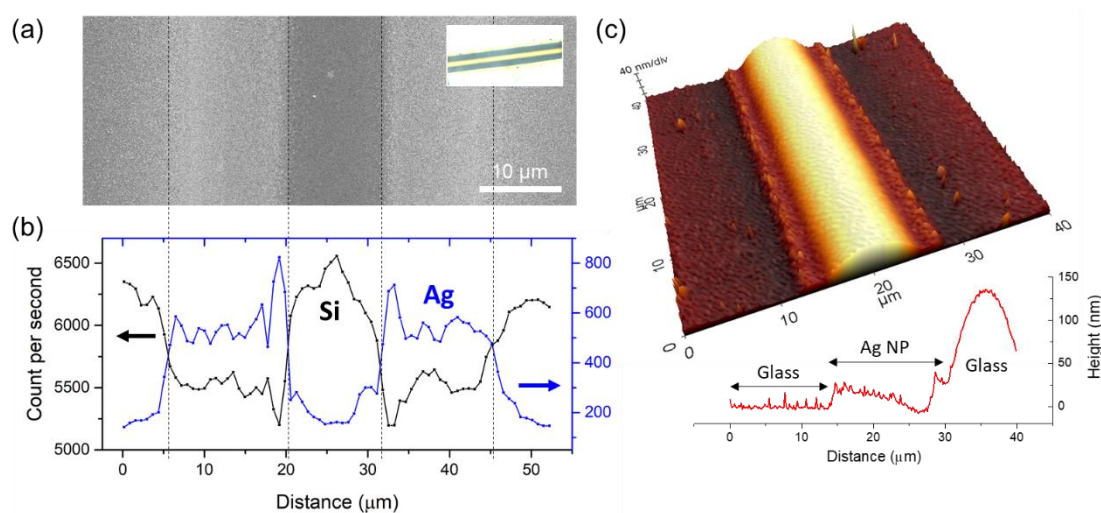 (a)
10 µm
(b)
Count per second
6500
6000
5500
5000
Si
Ag
800
600
400
200
0
10
20
30
40
50
Distance (µm)
(c)
40 nm/div
40
30
µm
20
10
0
0
10
20
µm
30
40
Glass
Ag NP
Glass
150
100
50
0
Height (nm)
0
10
20
30
40
Distance (µm)